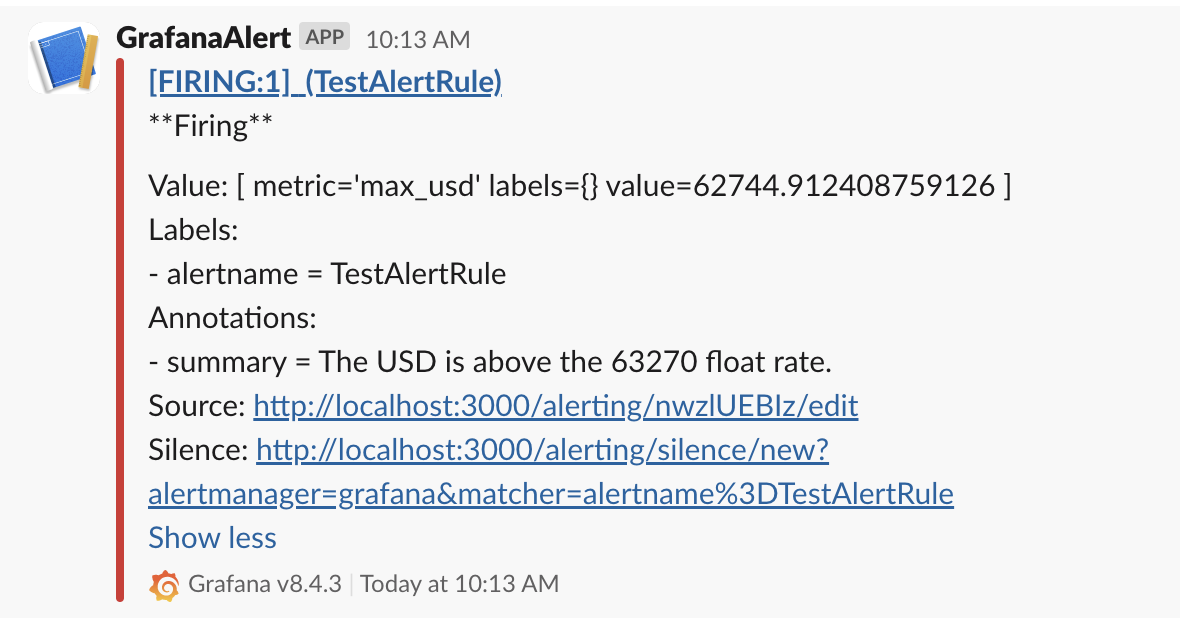 GrafanaAlert APP 10:13 AM
[FIRING:1] (TestAlertRule)
**Firing**
Value: [ metric='max_usd' labels={} value=62744.912408759126 ]
Labels:
- alertname = TestAlertRule
Annotations:
- summary = The USD is above the 63270 float rate.
Source: http://localhost:3000/alerting/nwzlUEBIz/edit
Silence: http://localhost:3000/alerting/silence/new?
alertmanager=grafana&matcher=alertname%3DTestAlertRule
Show less
Grafana v8.4.3 | Today at 10:13 AM